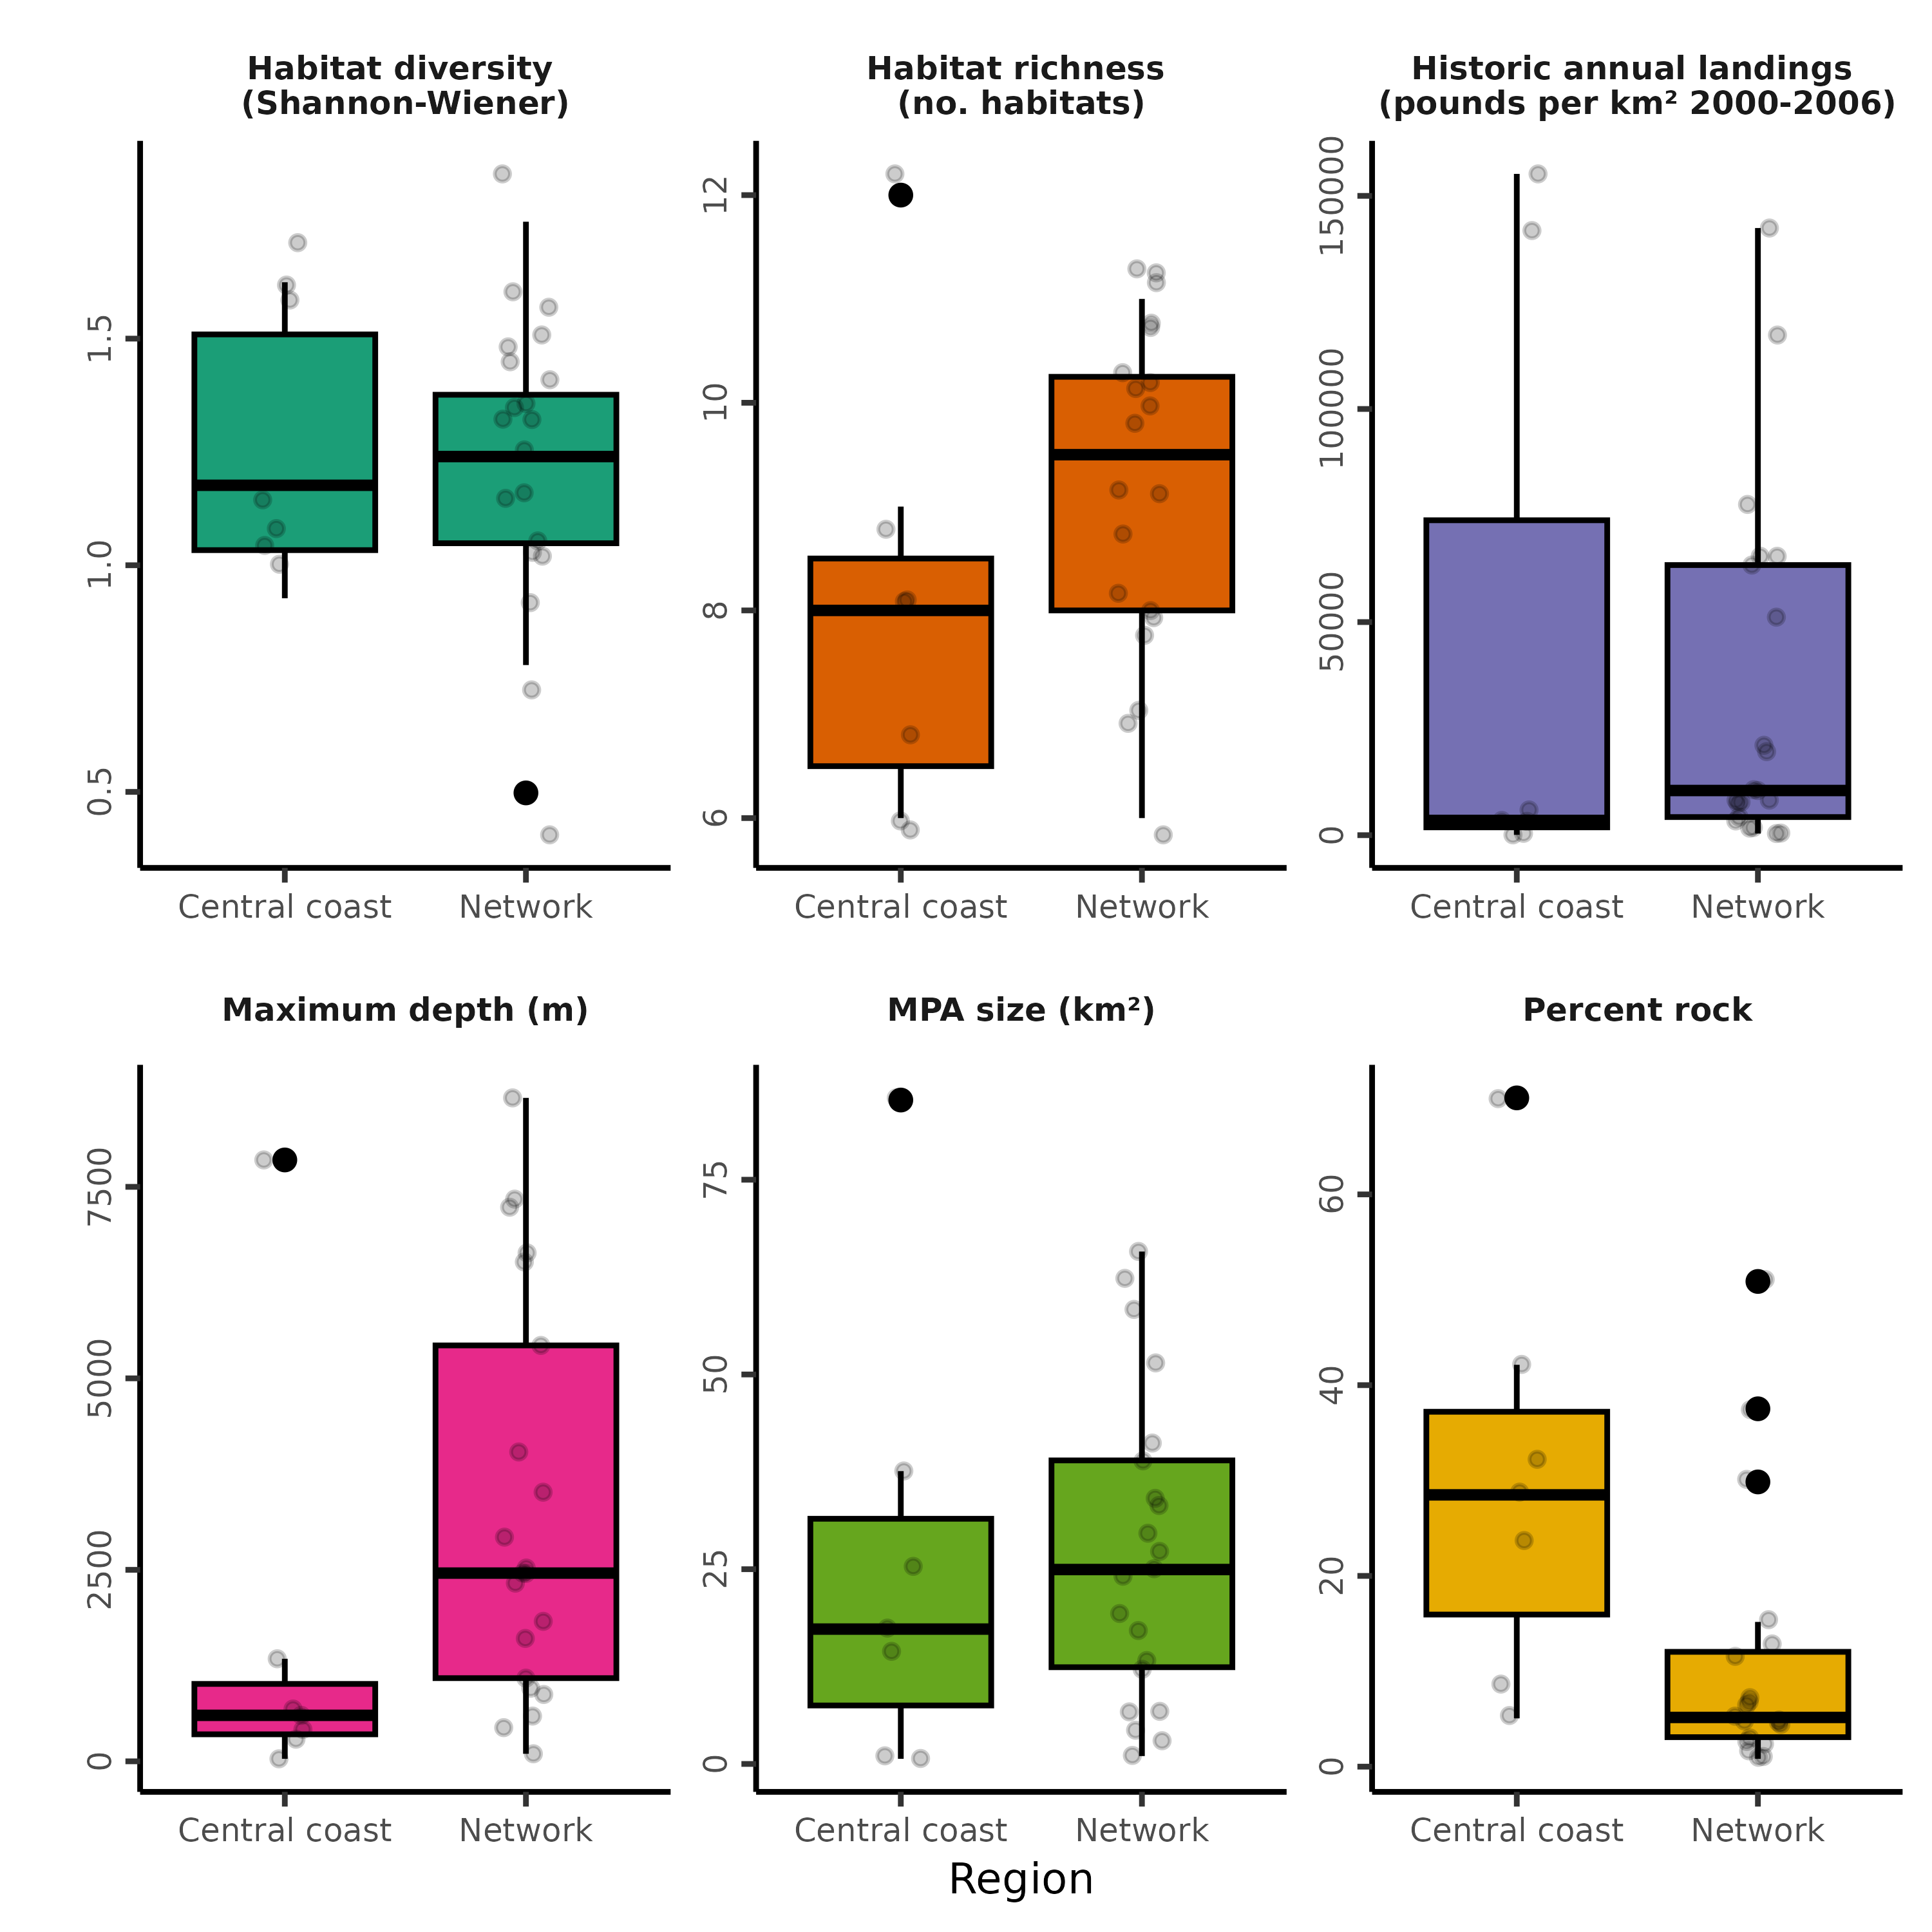 Habitat diversity
(Shannon-Wiener)
1.5
1.0
0.5
Central coast Network
Habitat richness
(no. habitats)
12
10
8
6
Central coast Network
Historic annual landings
(pounds per km² 2000-2006)
150000
100000
50000
0
Central coast Network
Maximum depth (m)
7500
5000
2500
0
Central coast Network
MPA size (km²)
75
50
25
0
Central coast Network
Percent rock
60
40
20
0
Central coast Network
Region